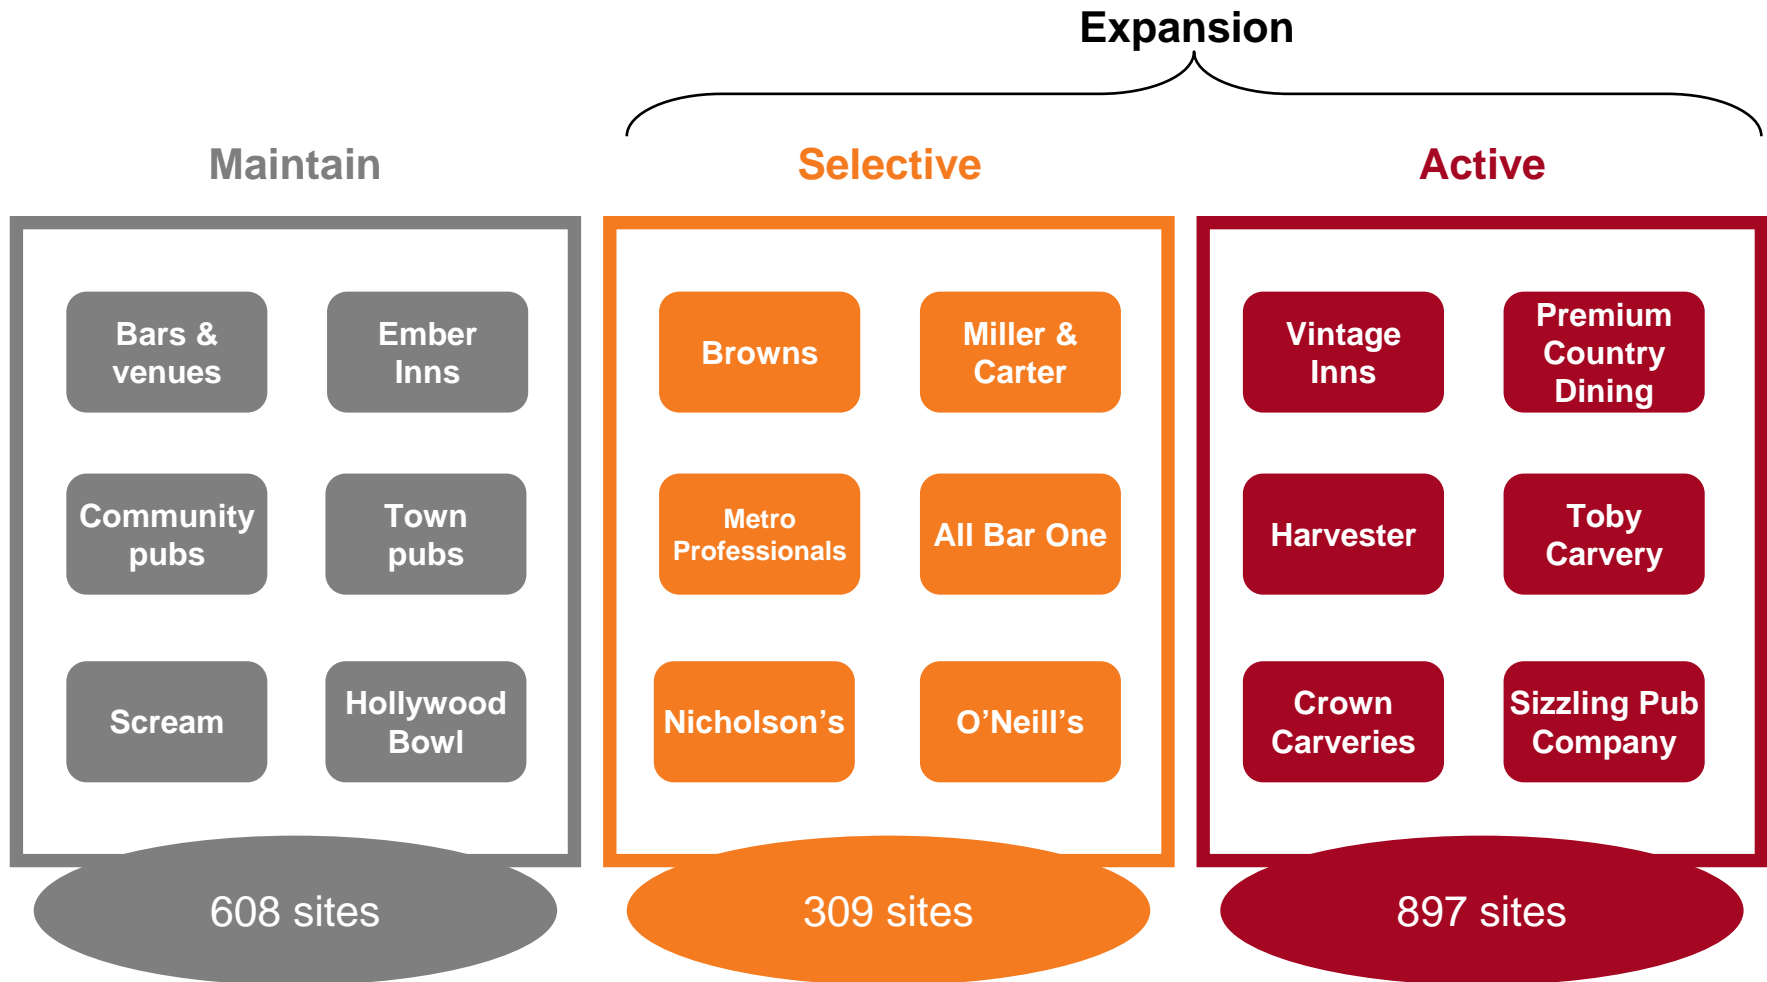 Expansion
Maintain
Selective
Active
Bars &
venues
Ember
Inns
Browns
Miller &
Carter
Vintage
Inns
Premium
Country
Dining
Community
pubs
Town
pubs
Metro
Professionals
All Bar One
Harvester
Toby
Carvery
Scream
Hollywood
Bowl
Nicholson’s
O’Neill’s
Crown
Carveries
Sizzling Pub
Company
608 sites
309 sites
897 sites